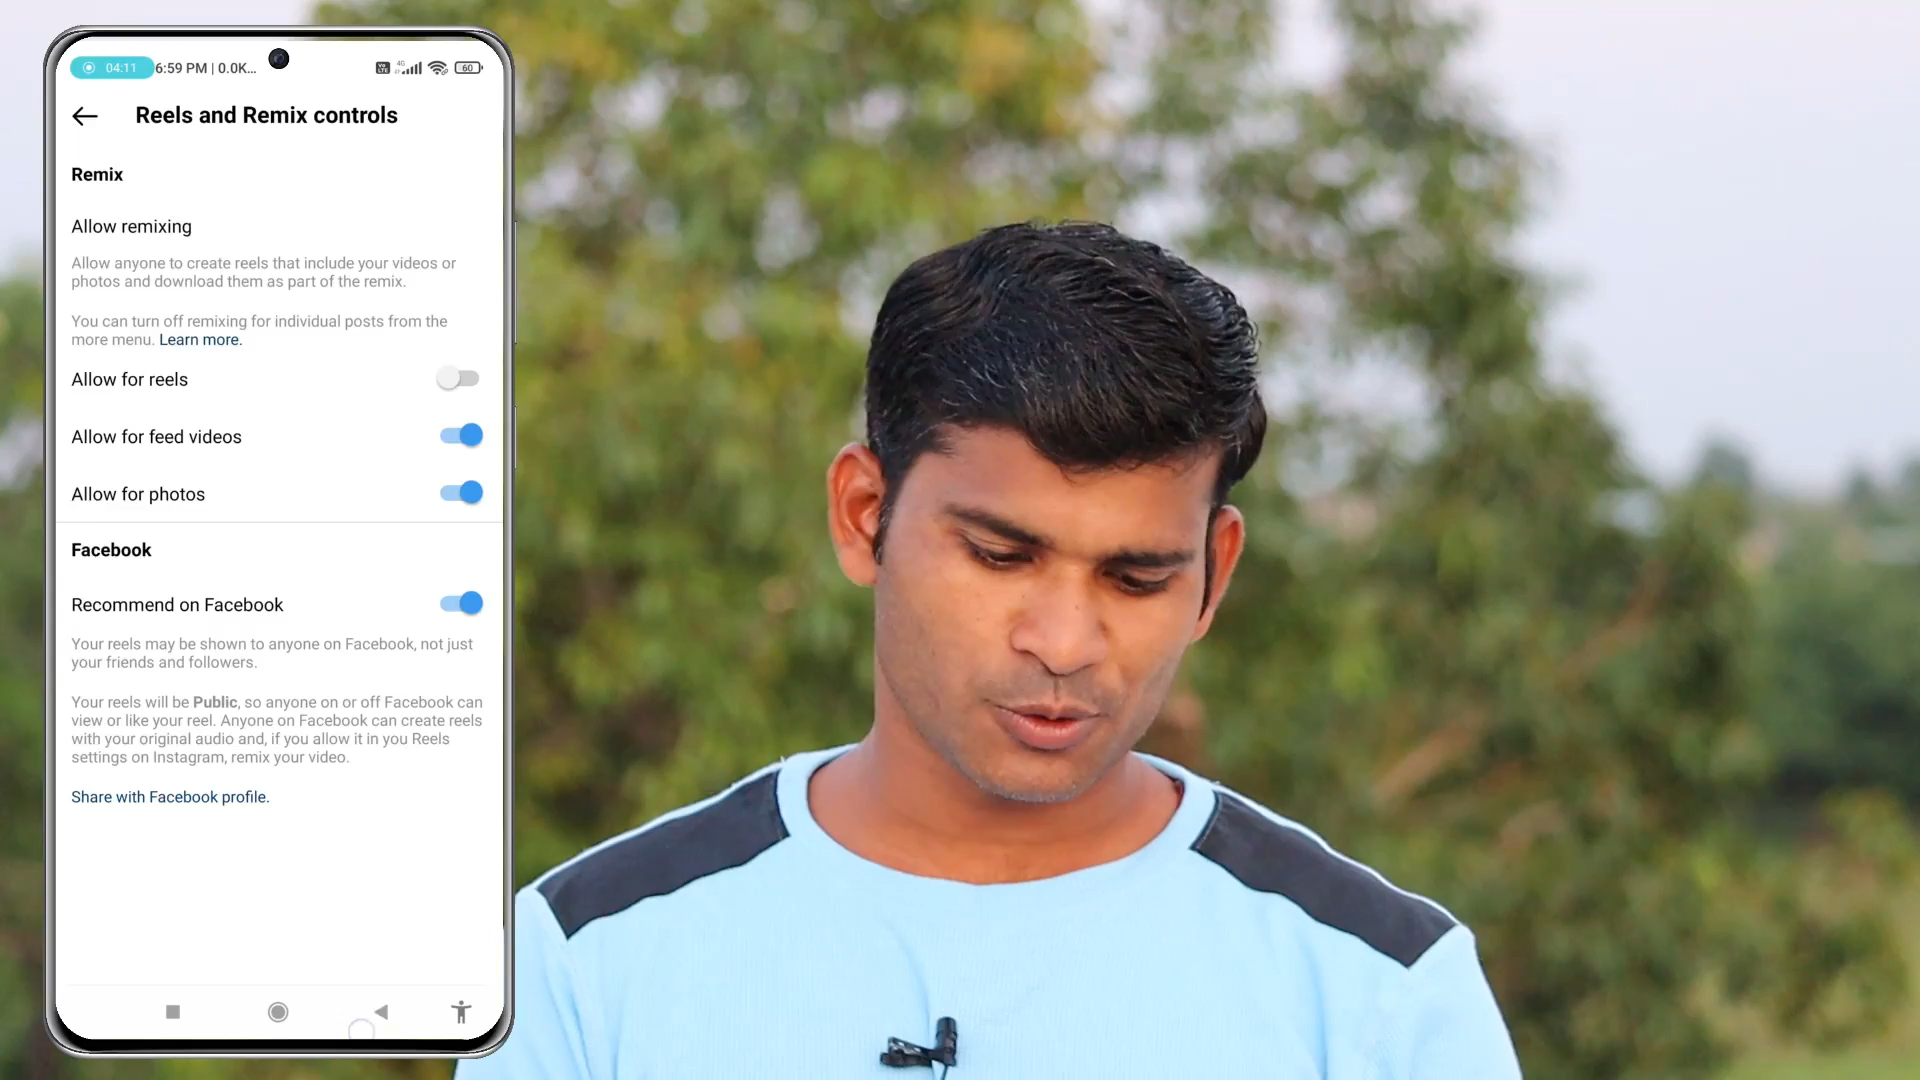 04:11 6:59 PM | 0.0K...
4G
60
Reels and Remix controls
Remix
Allow remixing
Allow anyone to create reels that include your videos or
photos and download them as part of the remix.
You can turn off remixing for individual posts from the
more menu. Learn more.
Allow for reels
Allow for feed videos
Allow for photos
Facebook
Recommend on Facebook
Your reels may be shown to anyone on Facebook, not just
your friends and followers.
Your reels will be Public, so anyone on or off Facebook can
view or like your reel. Anyone on Facebook can create reels
with your original audio and, if you allow it in you Reels
settings on Instagram, remix your video.
Share with Facebook profile.